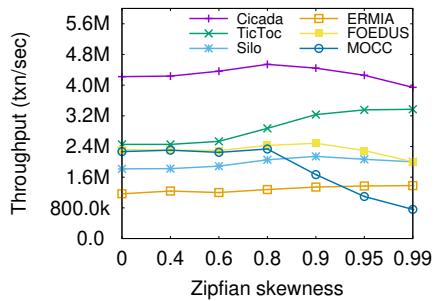 5.6M
4.8M
4.0M
3.2M
2.4M
1.6M
800.0k
0.0
Throughput (txn/sec)
Cicada
TicToc
Silo
ERMIA
FOEDUS
MOCC
0 0.4 0.6 0.8 0.9 0.95 0.99
Zipfian skewness